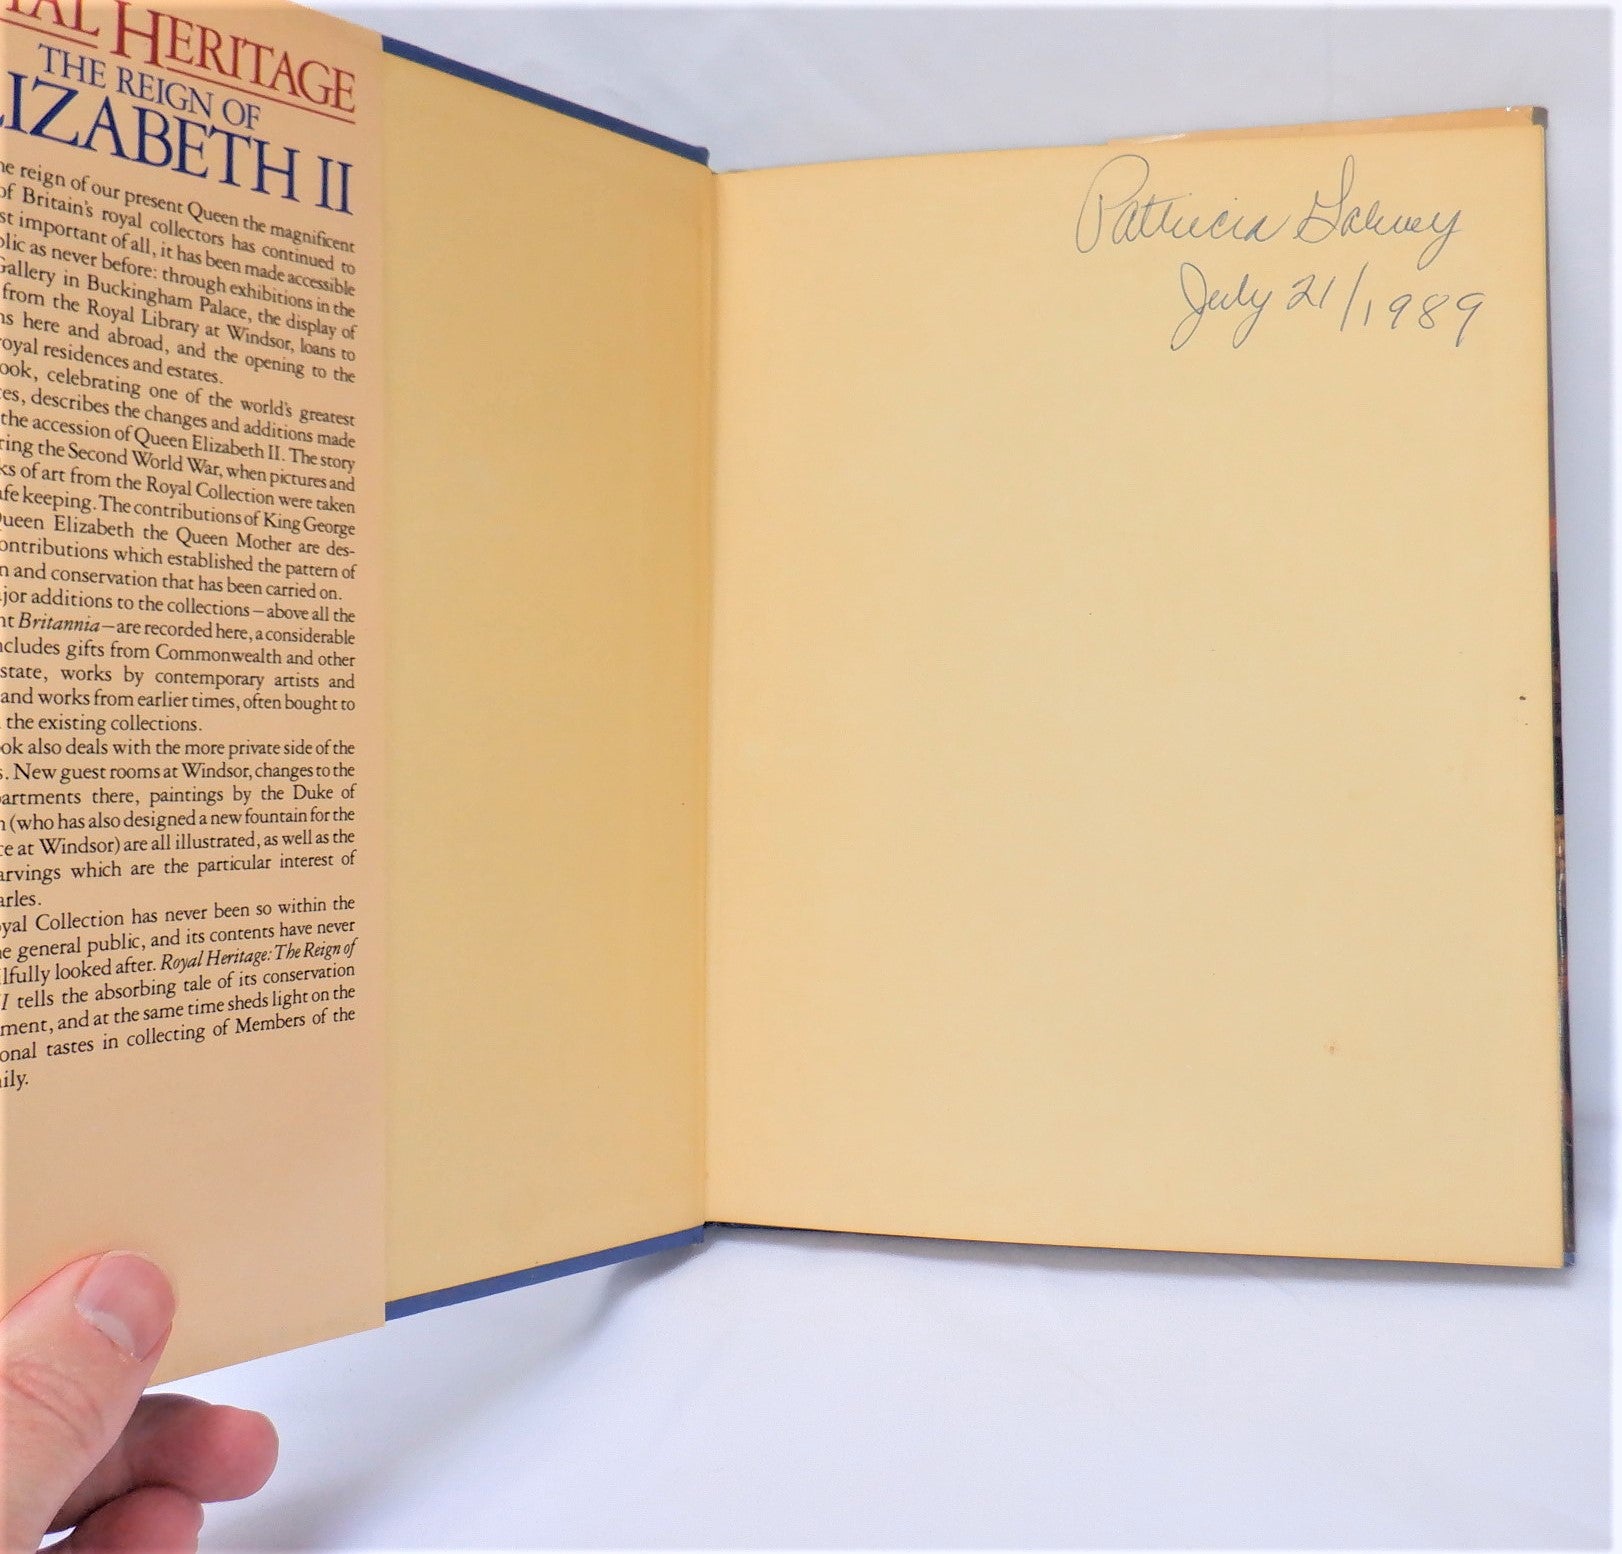 YAL HERITAGE
THE REIGN OF
LIZABETH II
he reign of our present Queen the magnificent
of Britain's royal collectors has continued to
st important of all, it has been made accessible
blic as never before: through exhibitions in the
Gallery in Buckingham Palace, the display of
from the Royal Library at Windsor, loans to
ns here and abroad, and the opening to the
royal residences and estates.
ook, celebrating one of the world's greatest
ces, describes the changes and additions made
the accession of Queen Elizabeth II. The story
ring the Second World War, when pictures and
ks of art from the Royal Collection were taken
afe keeping. The contributions of King George
Queen Elizabeth the Queen Mother are des-
ontributions which established the pattern of
n and conservation that has been carried on.
jor additions to the collections—above all the
nt Britannia—are recorded here, a considerable
ncludes gifts from Commonwealth and other
state, works by contemporary artists and
and works from earlier times, often bought to
the existing collections.
ok also deals with the more private side of the
s. New guest rooms at Windsor, changes to the
partments there, paintings by the Duke of
h (who has also designed a new fountain for the
ce at Windsor) are all illustrated, as well as the
arvings which are the particular interest of
arles.
yal Collection has never been so within the
he general public, and its contents have never
lfully looked after. Royal Heritage: The Reign of
II tells the absorbing tale of its conservation
ment, and at the same time sheds light on the
onal tastes in collecting of Members of the
ily.
Patricia
July 21/1989